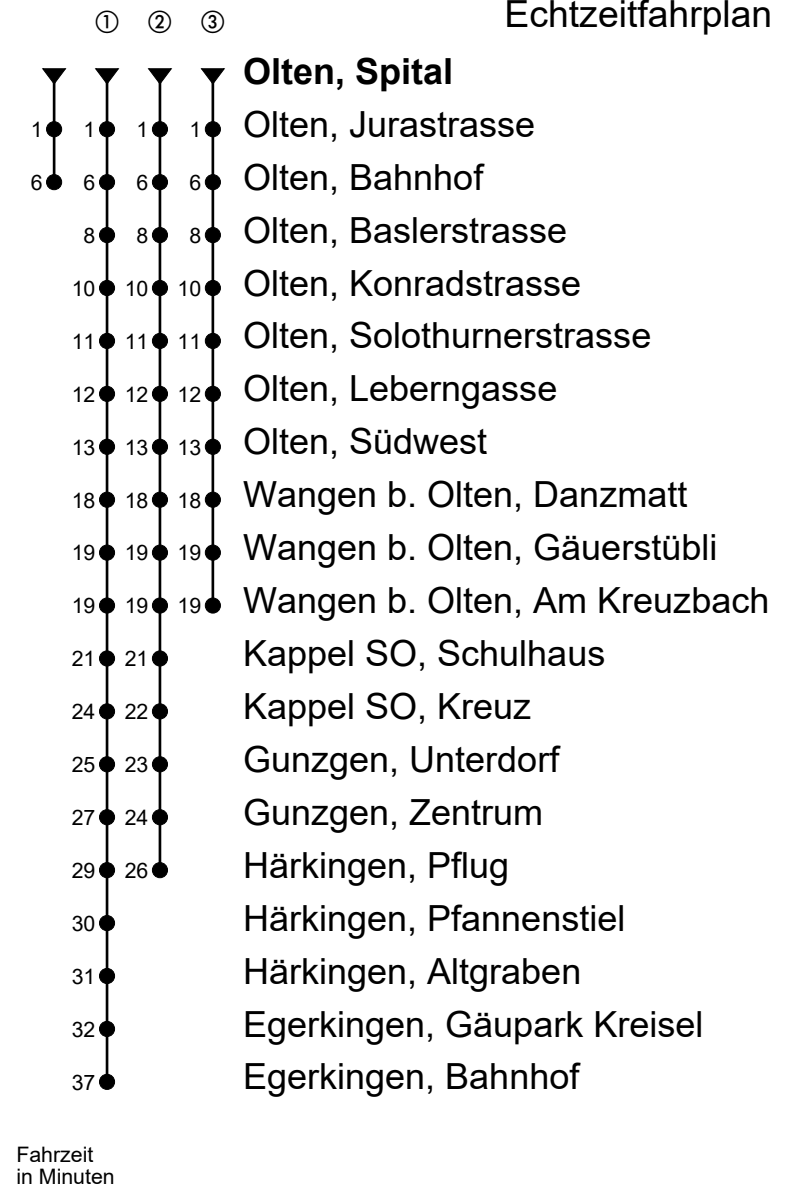 Echtzeitfahrplan
① ② ③
Olten, Spital
1 1 1 1 Olten, Jurastrasse
6 6 6 6 Olten, Bahnhof
8 8 8 Olten, Baslerstrasse
10 10 10 Olten, Konradstrasse
11 11 11 Olten, Solothurnerstrasse
12 12 12 Olten, Leberngasse
13 13 13 Olten, Südwest
18 18 18 Wangen b. Olten, Danzmatt
19 19 19 Wangen b. Olten, Gäuerstübli
19 19 19 Wangen b. Olten, Am Kreuzbach
21 21 Kappel SO, Schulhaus
24 22 Kappel SO, Kreuz
25 23 Gunzgen, Unterdorf
27 24 Gunzgen, Zentrum
29 26 Härkingen, Pflug
30 Härkingen, Pfannenstiel
31 Härkingen, Altgraben
32 Egerkingen, Gäupark Kreisel
37 Egerkingen, Bahnhof
Fahrzeit
in Minuten